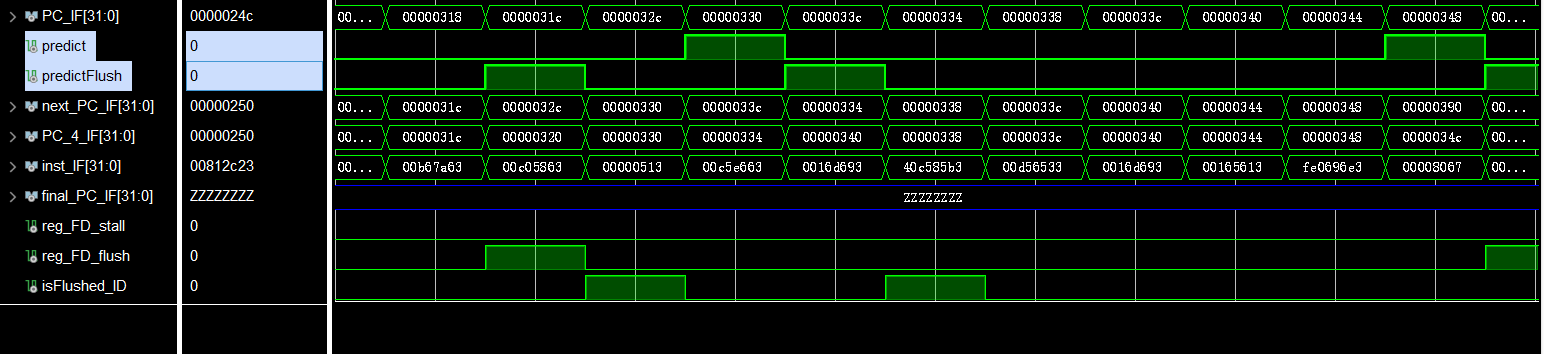 PC_IF[31:0] 0000024c 00... 00000318 0000031c 0000032c 00000330 0000033c 00000334 00000338 0000033c 00000340 00000344 00000348 00...
predict 0
predictFlush 0
next_PC_IF[31:0] 00000250 00... 0000031c 0000032c 00000330 0000033c 00000334 00000338 0000033c 00000340 00000344 00000348 00000390 00...
PC_4_IF[31:0] 00000250 00... 0000031c 00000320 00000330 00000334 00000340 00000338 0000033c 00000340 00000344 00000348 0000034c 00...
inst_IF[31:0] 00812c23 00... 00b67a63 00c05863 00000513 00c5e663 0016d693 40c585b3 00d56533 0016d693 00165613 fe0696e3 00008067 00...
final_PC_IF[31:0] ZZZZZZZZ ZZZZZZZZ
reg_FD_stall 0
reg_FD_flush 0
isFlushed_ID 0